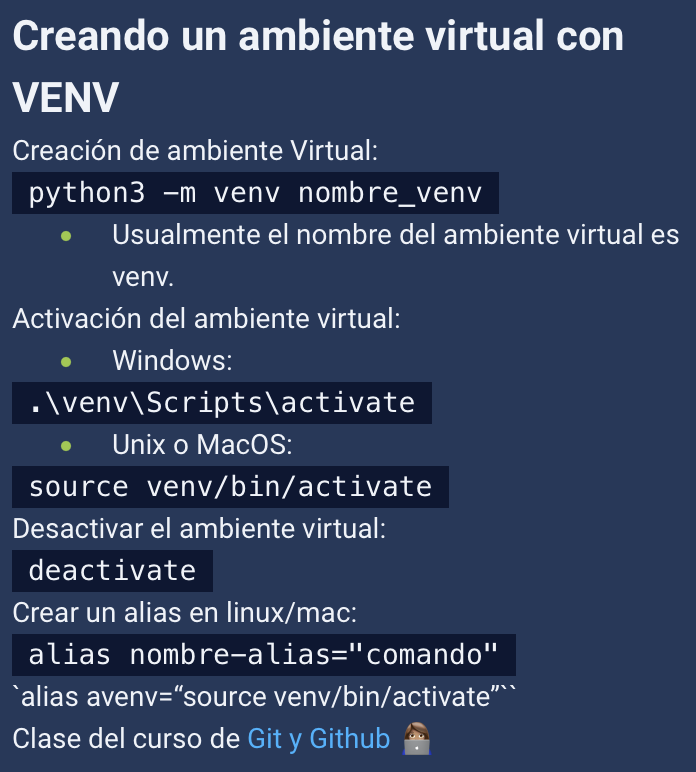 Creando un ambiente virtual con
VENV
Creación de ambiente Virtual:
python3 -m venv nombre_venv
• Usualmente el nombre del ambiente virtual es
venv.
Activación del ambiente virtual:
• Windows:
.\venv\Scripts\activate
• Unix o MacOS:
source venv/bin/activate
Desactivar el ambiente virtual:
deactivate
Crear un alias en linux/mac:
alias nombre-alias="comando"
`alias avenv=“source venv/bin/activate”``
Clase del curso de Git y Github 👩🏽‍💻